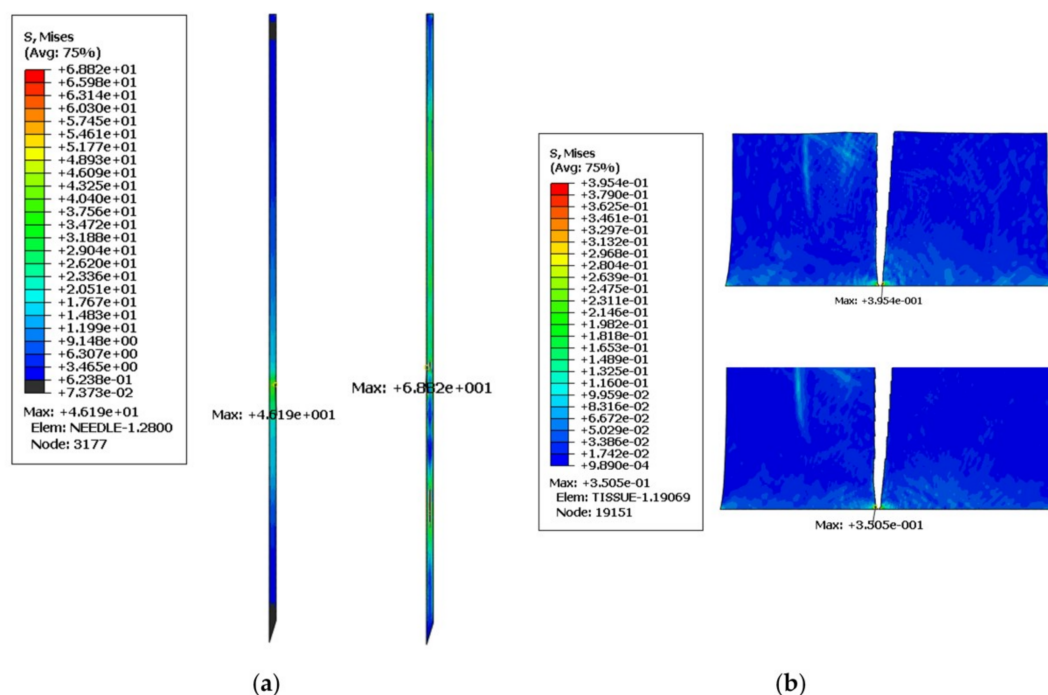 S, Mises
(Avg: 75%)
+6.882e+01
+6.598e+01
+6.314e+01
+6.030e+01
+5.745e+01
+5.461e+01
+5.177e+01
+4.893e+01
+4.609e+01
+4.325e+01
+4.040e+01
+3.756e+01
+3.472e+01
+3.188e+01
+2.904e+01
+2.620e+01
+2.336e+01
+2.051e+01
+1.767e+01
+1.483e+01
+1.199e+01
+9.148e+00
+6.307e+00
+3.465e+00
+6.238e-01
+7.373e-02
Max: +4.619e+01
Elem: NEEDLE-1.2800
Node: 3177
Max: +4.619e+001
Max: +6.882e+001
(a)
S, Mises
(Avg: 75%)
+3.954e-01
+3.790e-01
+3.625e-01
+3.461e-01
+3.297e-01
+3.132e-01
+2.968e-01
+2.804e-01
+2.639e-01
+2.475e-01
+2.311e-01
+2.146e-01
+1.982e-01
+1.818e-01
+1.653e-01
+1.489e-01
+1.325e-01
+1.160e-01
+9.959e-02
+8.316e-02
+6.672e-02
+5.029e-02
+3.386e-02
+1.742e-02
+9.890e-04
Max: +3.505e-01
Elem: TISSUE-1.19069
Node: 19151
Max: +3.954e-001
Max: +3.505e-001
(b)